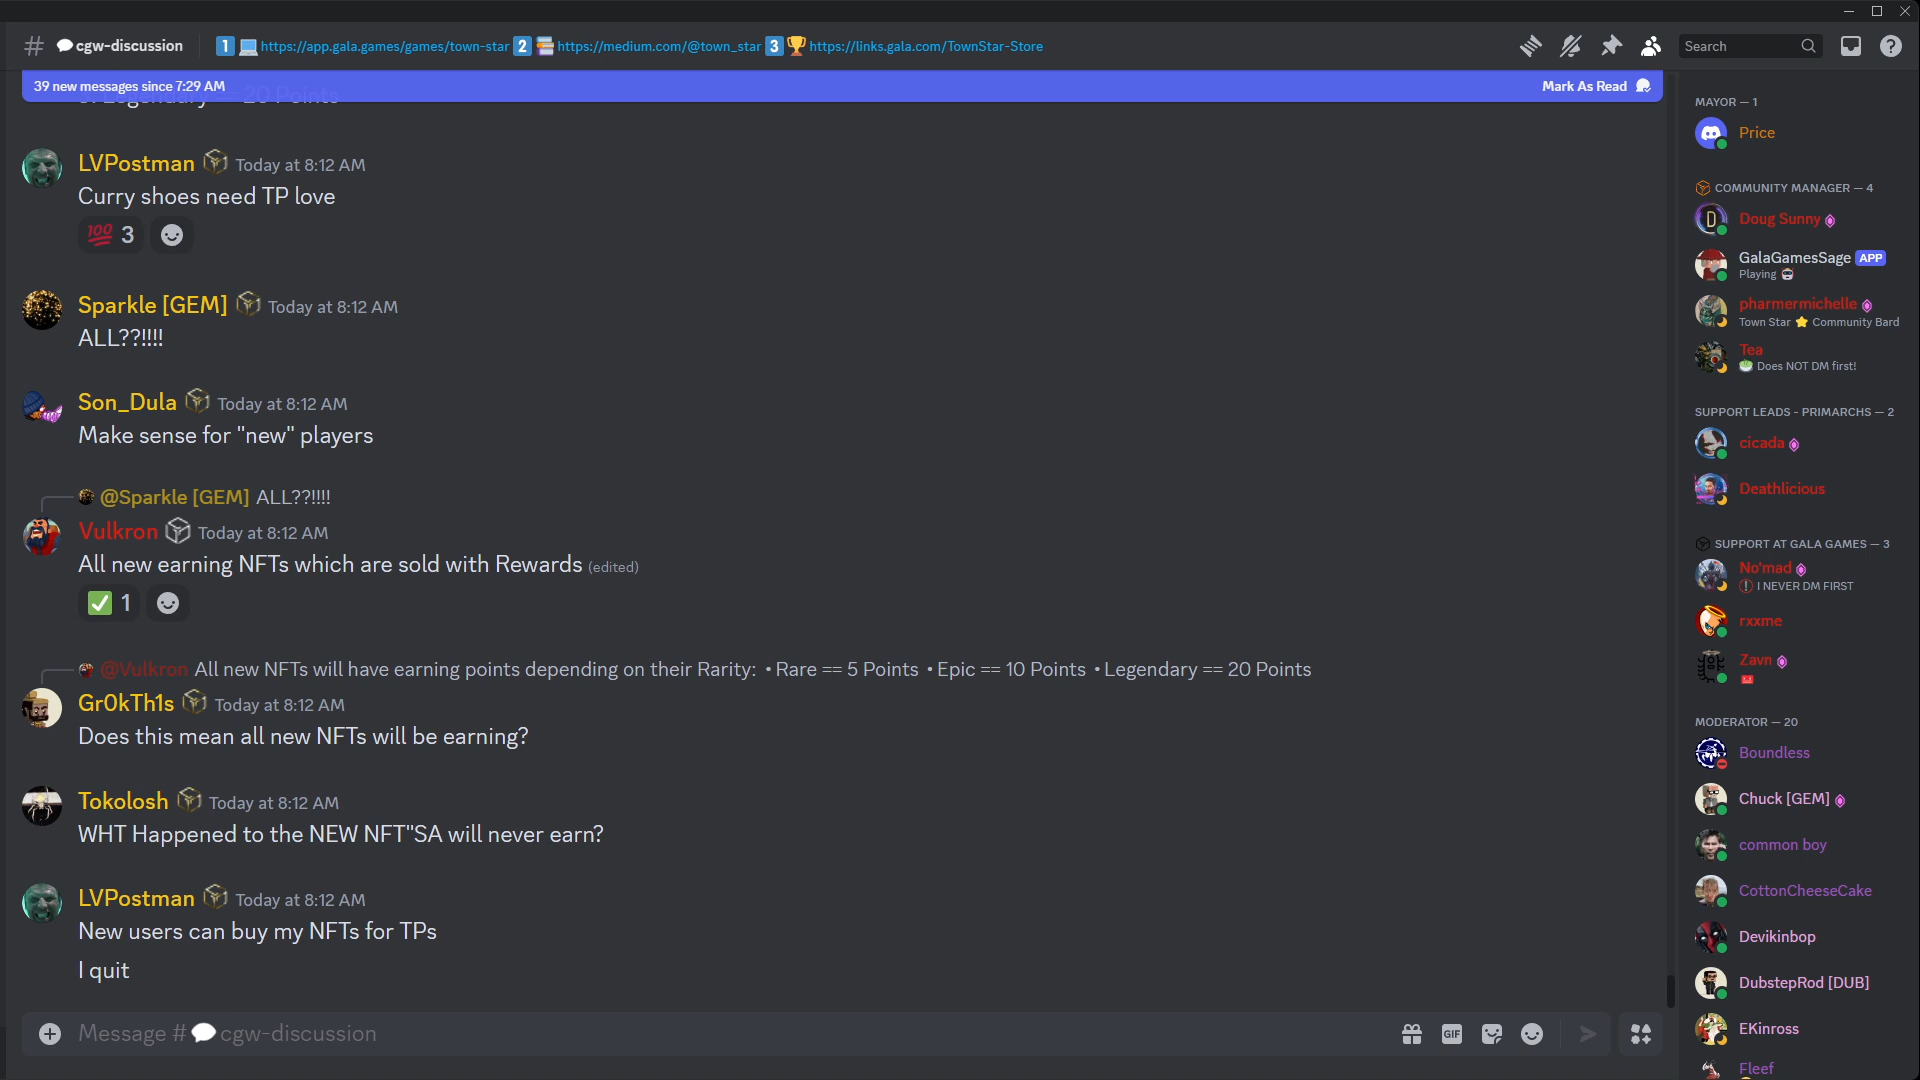 cgw-discussion
1 https://app.gala.games/games/town-star 2 https://medium.com/@town_star 3 https://links.gala.com/TownStar-Store
Search
39 new messages since 7:29 AM
Mark As Read
Legendary — 20 Points
LVPostman Today at 8:12 AM
Curry shoes need TP love
100 3
Sparkle [GEM] Today at 8:12 AM
ALL??!!!!
Son_Dula Today at 8:12 AM
Make sense for "new" players
@Sparkle [GEM] ALL??!!!!
Vulkron Today at 8:12 AM
All new earning NFTs which are sold with Rewards (edited)
1
@Vulkron All new NFTs will have earning points depending on their Rarity: • Rare == 5 Points • Epic == 10 Points • Legendary == 20 Points
Gr0kTh1s Today at 8:12 AM
Does this mean all new NFTs will be earning?
Tokolosh Today at 8:12 AM
WHT Happened to the NEW NFT"SA will never earn?
LVPostman Today at 8:12 AM
New users can buy my NFTs for TPs
I quit
Message # cgw-discussion
GIF
MAYOR — 1
Price
COMMUNITY MANAGER — 4
Doug Sunny
GalaGamesSage APP
Playing
pharmermichelle
Town Star Community Bard
Tea
Does NOT DM first!
SUPPORT LEADS - PRIMARCHS — 2
cicada
Deathlicious
SUPPORT AT GALA GAMES — 3
No'mad
I NEVER DM FIRST
rxxme
Zavn
MODERATOR — 20
Boundless
Chuck [GEM]
common boy
CottonCheeseCake
Devikinbop
DubstepRod [DUB]
EKinross
Fleef